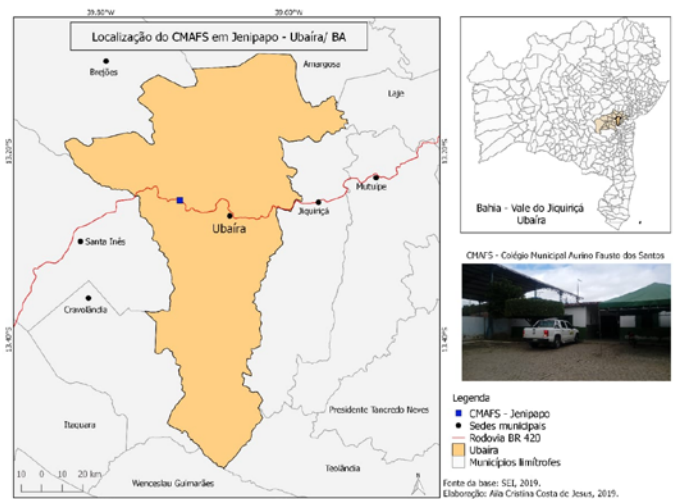 Localização do CMAFS em Jenipapo - Ubaíra/ BA
39.60°W
Brejões
Amargosa
Laje
13.20°S
13.20°S
Mutuípe
Jiquiriçá
Ubaíra
Santa Inês
Cravolândia
13.40°S
13.40°S
Itaquara
Presidente Tancredo Neves
Teolândia
Wenceslau Guimarães
10 0 10 20 km
Bahia - Vale do Jiquiriçá
Ubaíra
CMAFS - Colégio Municipal Aurino Fausto dos Santos
Legenda
CMAFS - Jenipapo
Sedes municipais
Rodovia BR 420
Ubaíra
Municípios limítrofes
Fonte da base: SEI, 2019.
Elaboração: Aila Cristina Costa de Jesus, 2019.